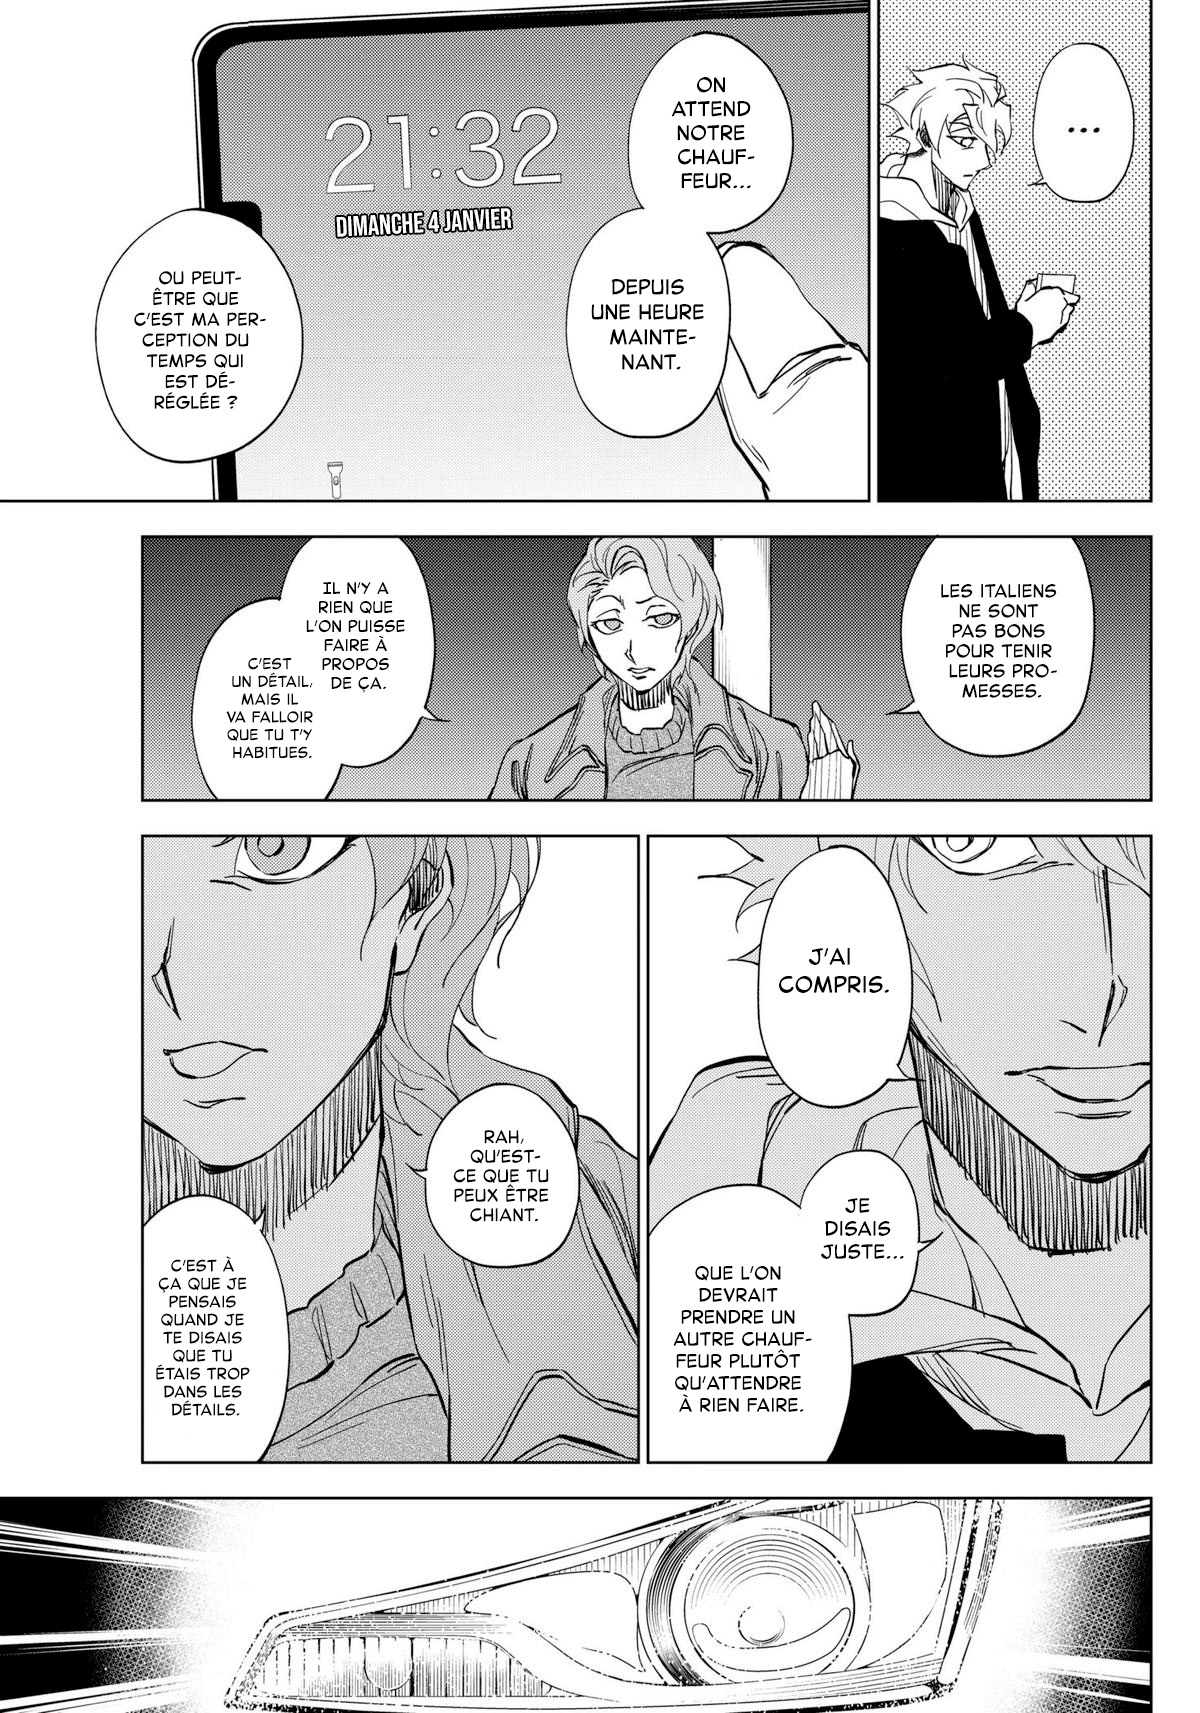 ...
ON
ATTEND
NOTRE
CHAUF-
FEUR...
DEPUIS
UNE HEURE
MAINTE-
NANT.
21:32
DIMANCHE 4 JANVIER
OU PEUT-
ÊTRE QUE
C'EST MA PER-
CEPTION DU
TEMPS QUI
EST DÉ-
RÉGLÉE ?
LES ITALIENS
NE SONT
PAS BONS
POUR TENIR
LEURS PRO-
MESSES.
IL N'Y A
RIEN QUE
L'ON PUISSE
FAIRE À
PROPOS
DE ÇA.
C'EST
UN DÉTAIL,
MAIS IL
VA FALLOIR
QUE TU T'Y
HABITUES.
J'AI
COMPRIS.
JE
DISAIS
JUSTE...
QUE L'ON
DEVRAIT
PRENDRE UN
AUTRE CHAUF-
FEUR PLUTÔT
QU'ATTENDRE
À RIEN FAIRE.
RAH,
QU'EST-
CE QUE TU
PEUX ÊTRE
CHIANT.
C'EST À
ÇA QUE JE
PENSAIS
QUAND JE
TE DISAIS
QUE TU
ÉTAIS TROP
DANS LES
DÉTAILS.